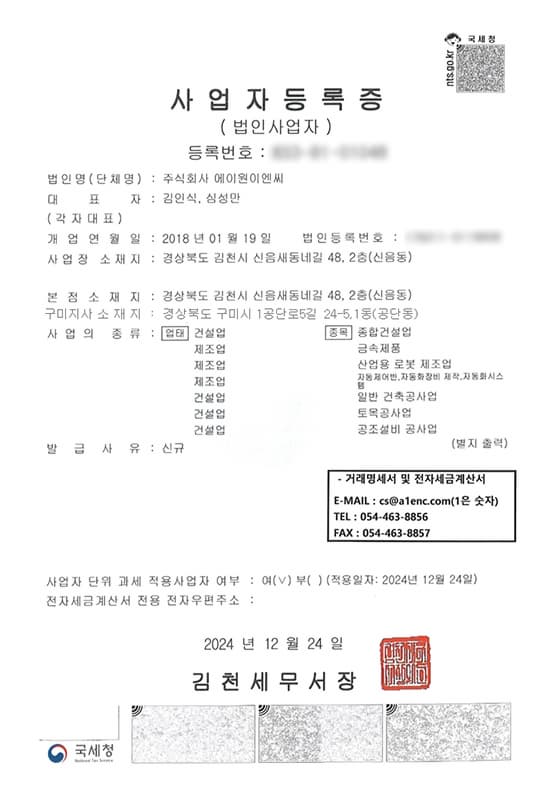 국세청
nts.go.kr
사업자등록증
( 법인사업자 )
등록번호 :
법인명(단체명) : 주식회사 에이원이엔씨
대 표 자 : 김인식, 심성만
(각자대표)
개업연월일 : 2018 년 01 월 19 일 법인등록번호 :
사업장 소재지 : 경상북도 김천시 신음새동네길 48, 2층(신음동)
본점소재지 : 경상북도 김천시 신음새동네길 48, 2층(신음동)
구미지사 소재지 : 경상북도 구미시 1공단로5길 24-5,1동(공단동)
사업의 종류 : 업태 건설업 종목 종합건설업
제조업 금속제품
제조업 산업용 로봇 제조업
제조업 자동제어반,자동화장비 제작,자동화시스
템
건설업 일반 건축공사업
건설업 토목공사업
건설업 공조설비 공사업
(별지 출력)
발급사유 : 신규
- 거래명세서 및 전자세금계산서
E-MAIL : cs@a1enc.com(1은 숫자)
TEL : 054-463-8856
FAX : 054-463-8857
사업자 단위 과세 적용사업자 여부 : 여(∨) 부( ) (적용일자: 2024년 12월 24일)
전자세금계산서 전용 전자우편주소 :
2024 년 12 월 24 일
김천세무서장
국세청
National Tax Service